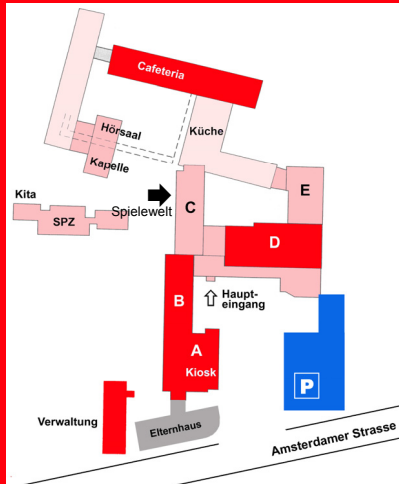 Cafeteria
Hörsaal
Küche
Kapelle
Kita
E
Spielewelt
C
SPZ
D
B
Haupt-
eingang
A
Kiosk
P
Verwaltung
Elternhaus
Amsterdamer Strasse